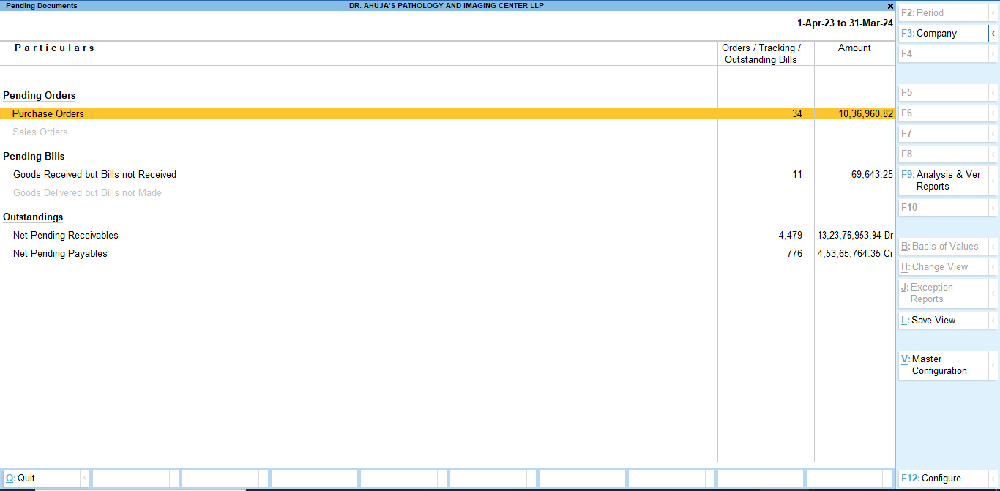 Pending Documents DR. AHUJA'S PATHOLOGY AND IMAGING CENTER LLP ×
1-Apr-23 to 31-Mar-24
Particulars Orders / Tracking / Amount
Outstanding Bills
Pending Orders
Purchase Orders 34 10,36,960.82
Sales Orders
Pending Bills
Goods Received but Bills not Received 11 69,643.25
Goods Delivered but Bills not Made
Outstandings
Net Pending Receivables 4,479 13,23,76,953.94 Dr
Net Pending Payables 776 4,53,65,764.35 Cr
F2: Period
F3: Company
F4
F5
F6
F7
F8
F9: Analysis & Ver
Reports
F10
B: Basis of Values
H: Change View
J: Exception
Reports
L: Save View
V: Master
Configuration
Q: Quit
F12: Configure